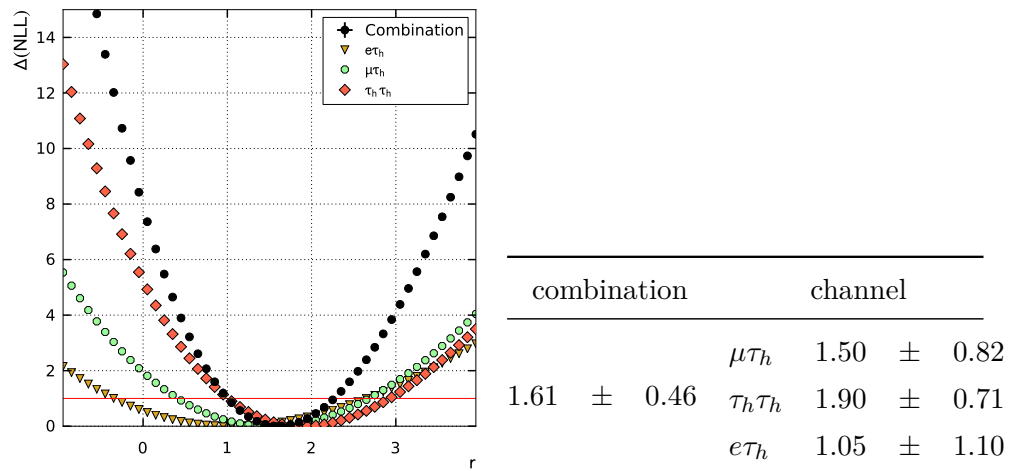 Δ(NLL)
14
12
10
8
6
4
2
0
0 1 2 3
r
Combination
eτh
μτh
τhτh
combination channel
μτh 1.50 ± 0.82
1.61 ± 0.46 τhτh 1.90 ± 0.71
eτh 1.05 ± 1.10